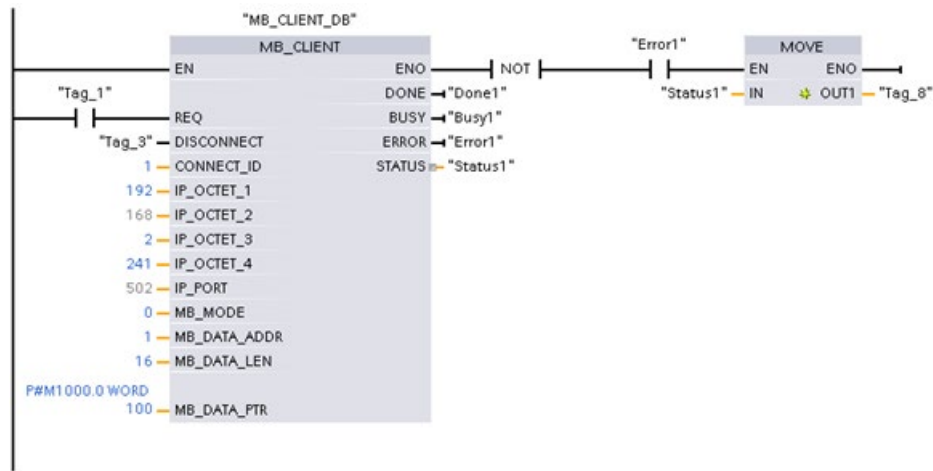 "MB_CLIENT_DB"
MB_CLIENT
"Error1"
MOVE
EN ENO NOT EN ENO
"Tag_1" DONE "Done1" "Status1" IN OUT1 "Tag_8"
REQ BUSY "Busy1"
"Tag_3" DISCONNECT ERROR "Error1"
1 CONNECT_ID STATUS "Status1"
192 IP_OCTET_1
168 IP_OCTET_2
2 IP_OCTET_3
241 IP_OCTET_4
502 IP_PORT
0 MB_MODE
1 MB_DATA_ADDR
16 MB_DATA_LEN
P#M1000.0 WORD
100 MB_DATA_PTR